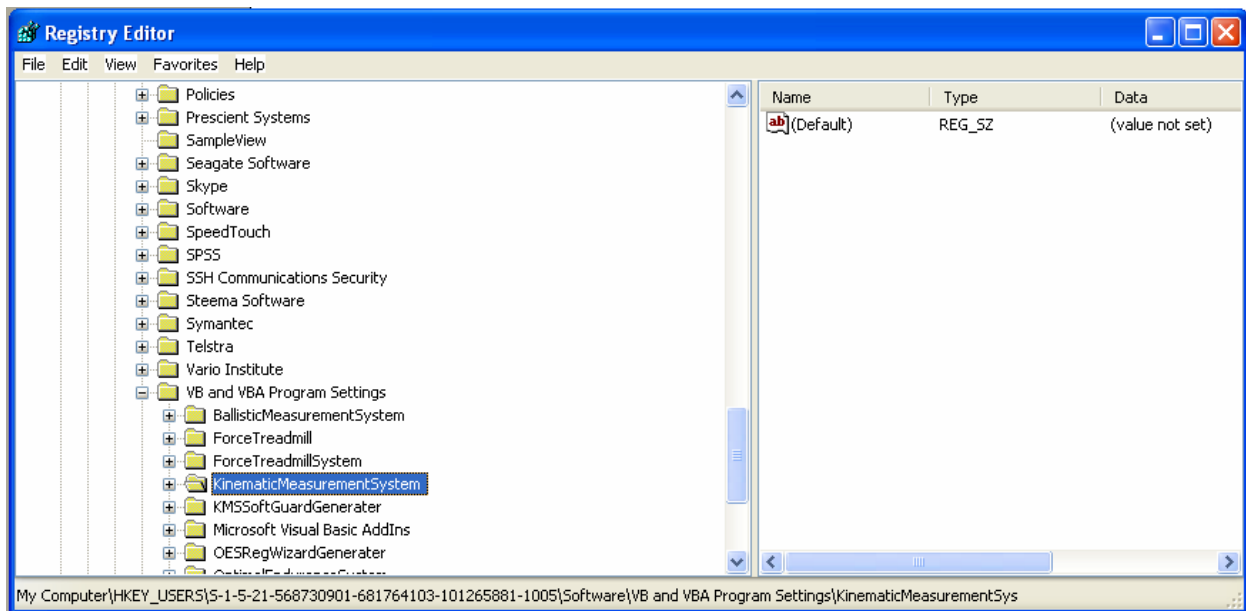 Registry Editor
File Edit View Favorites Help
Policies
Prescient Systems
SampleView
Seagate Software
Skype
Software
SpeedTouch
SPSS
SSH Communications Security
Steema Software
Symantec
Telstra
Vario Institute
VB and VBA Program Settings
BallisticMeasurementSystem
ForceTreadmill
ForceTreadmillSystem
KinematicMeasurementSystem
KMSSoftGuardGenerater
Microsoft Visual Basic AddIns
OESRegWizardGenerater
Name Type Data
ab (Default) REG_SZ (value not set)
My Computer\HKEY_USERS\S-1-5-21-568730901-681764103-101265881-1005\Software\VB and VBA Program Settings\KinematicMeasurementSys